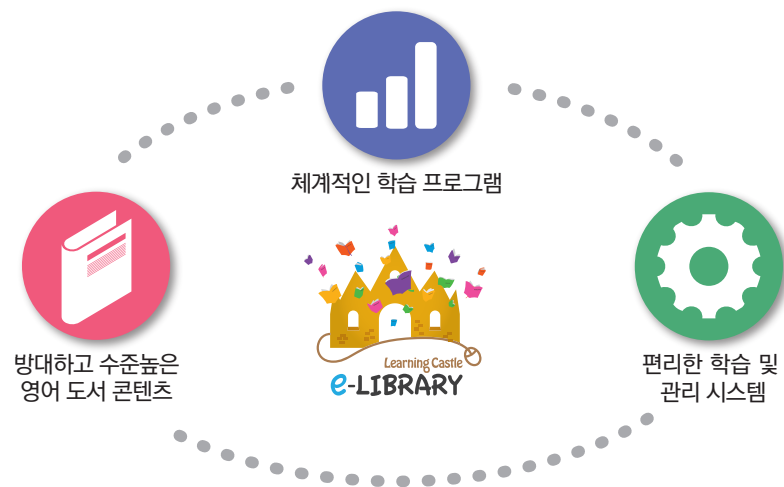 체계적인 학습 프로그램
방대하고 수준높은
영어 도서 콘텐츠
편리한 학습 및
관리 시스템
Learning Castle
e-LIBRARY